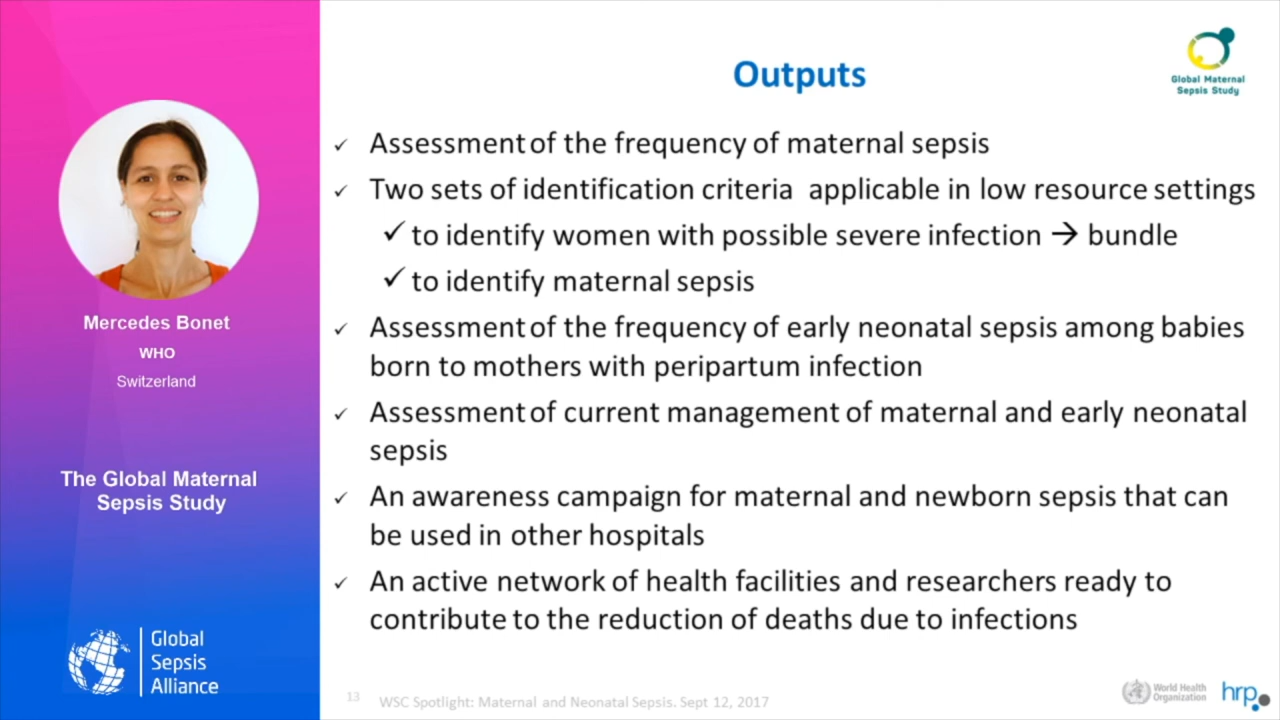 Mercedes Bonet
WHO
Switzerland
The Global Maternal
Sepsis Study
Global
Sepsis
Alliance
Outputs
Global Maternal
Sepsis Study
✓ Assessment of the frequency of maternal sepsis
✓ Two sets of identification criteria applicable in low resource settings
✓ to identify women with possible severe infection → bundle
✓ to identify maternal sepsis
✓ Assessment of the frequency of early neonatal sepsis among babies
born to mothers with peripartum infection
✓ Assessment of current management of maternal and early neonatal
sepsis
✓ An awareness campaign for maternal and newborn sepsis that can
be used in other hospitals
✓ An active network of health facilities and researchers ready to
contribute to the reduction of deaths due to infections
13
WSC Spotlight: Maternal and Neonatal Sepsis. Sept 12, 2017
World Health
Organization
hrp